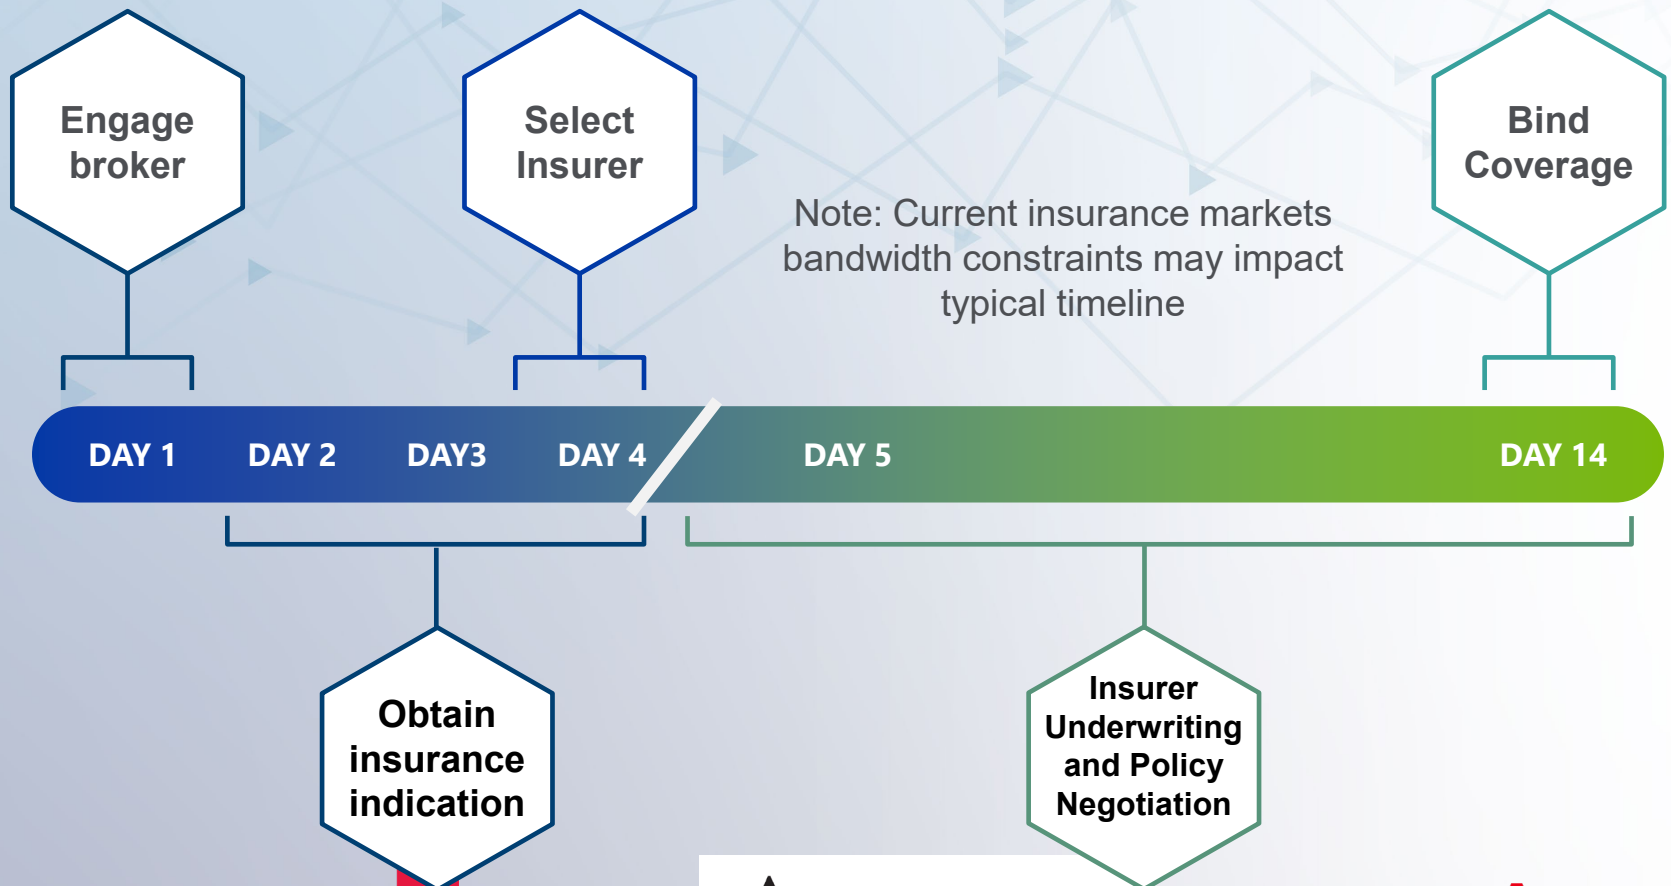 Engage
broker
Select
Insurer
Bind
Coverage
Note: Current insurance markets
bandwidth constraints may impact
typical timeline
DAY 1
DAY 2
DAY3
DAY 4
DAY 5
DAY 14
Obtain
insurance
indication
Insurer
Underwriting
and Policy
Negotiation